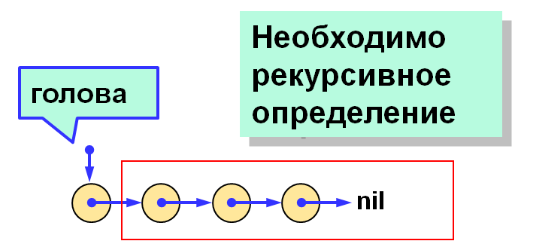 Необходимо
рекурсивное
определение
голова
nil